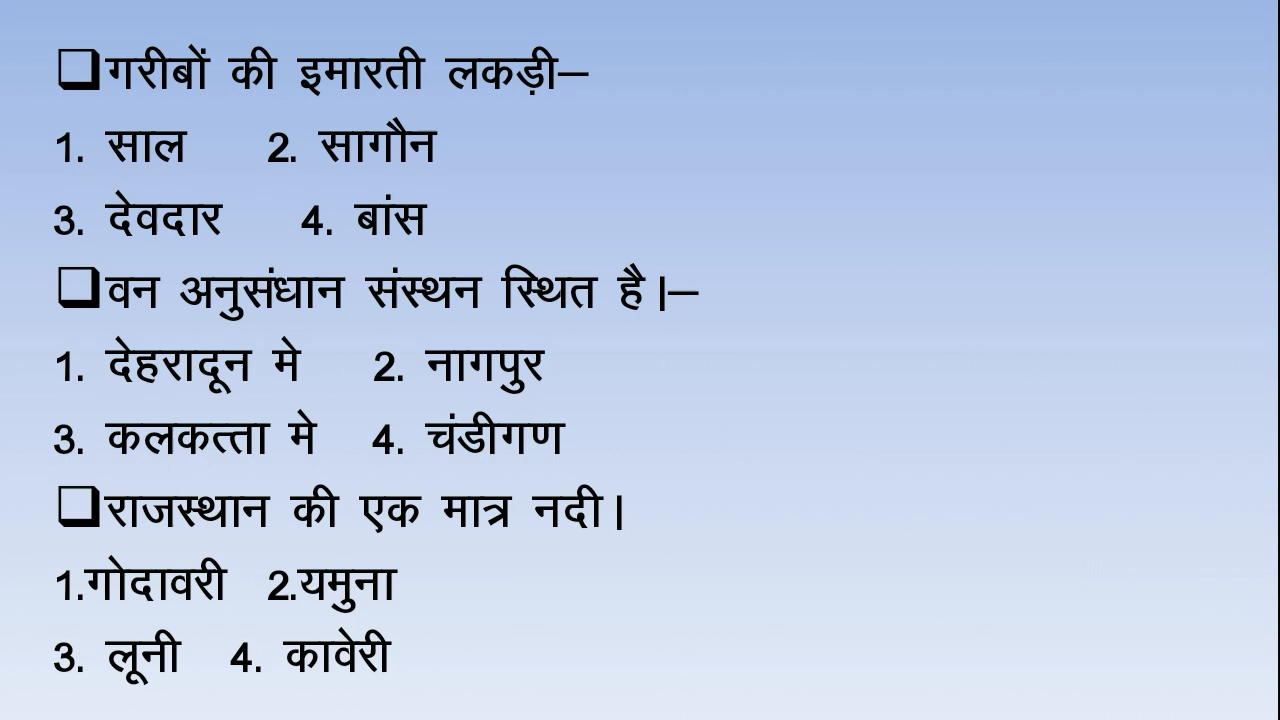 ❑गरीबों की इमारती लकड़ी–
1. साल 2. सागौन
3. देवदार 4. बांस
❑वन अनुसंधान संस्थन स्थित है।–
1. देहरादून मे 2. नागपुर
3. कलकत्ता मे 4. चंडीगण
❑राजस्थान की एक मात्र नदी।
1.गोदावरी 2.यमुना
3. लूनी 4. कावेरी